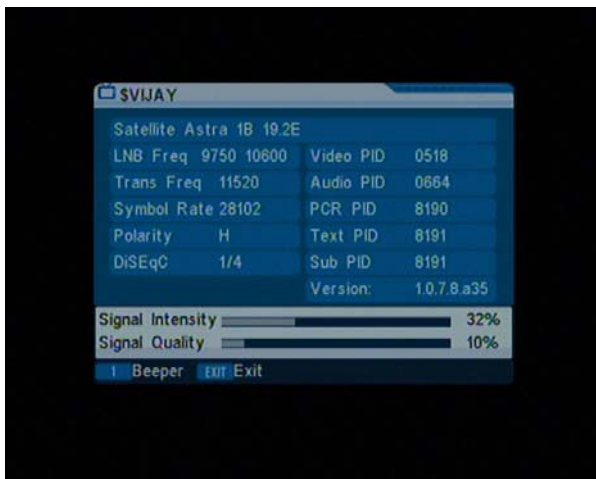 $VIJAY
Satellite Astra 1B 19.2E
LNB Freq 9750 10600 Video PID 0518
Trans Freq 11520 Audio PID 0664
Symbol Rate 28102 PCR PID 8190
Polarity H Text PID 8191
DiSEqC 1/4 Sub PID 8191
Version: 1.0.7.8.a35
Signal Intensity 32%
Signal Quality 10%
1 Beeper EXIT Exit